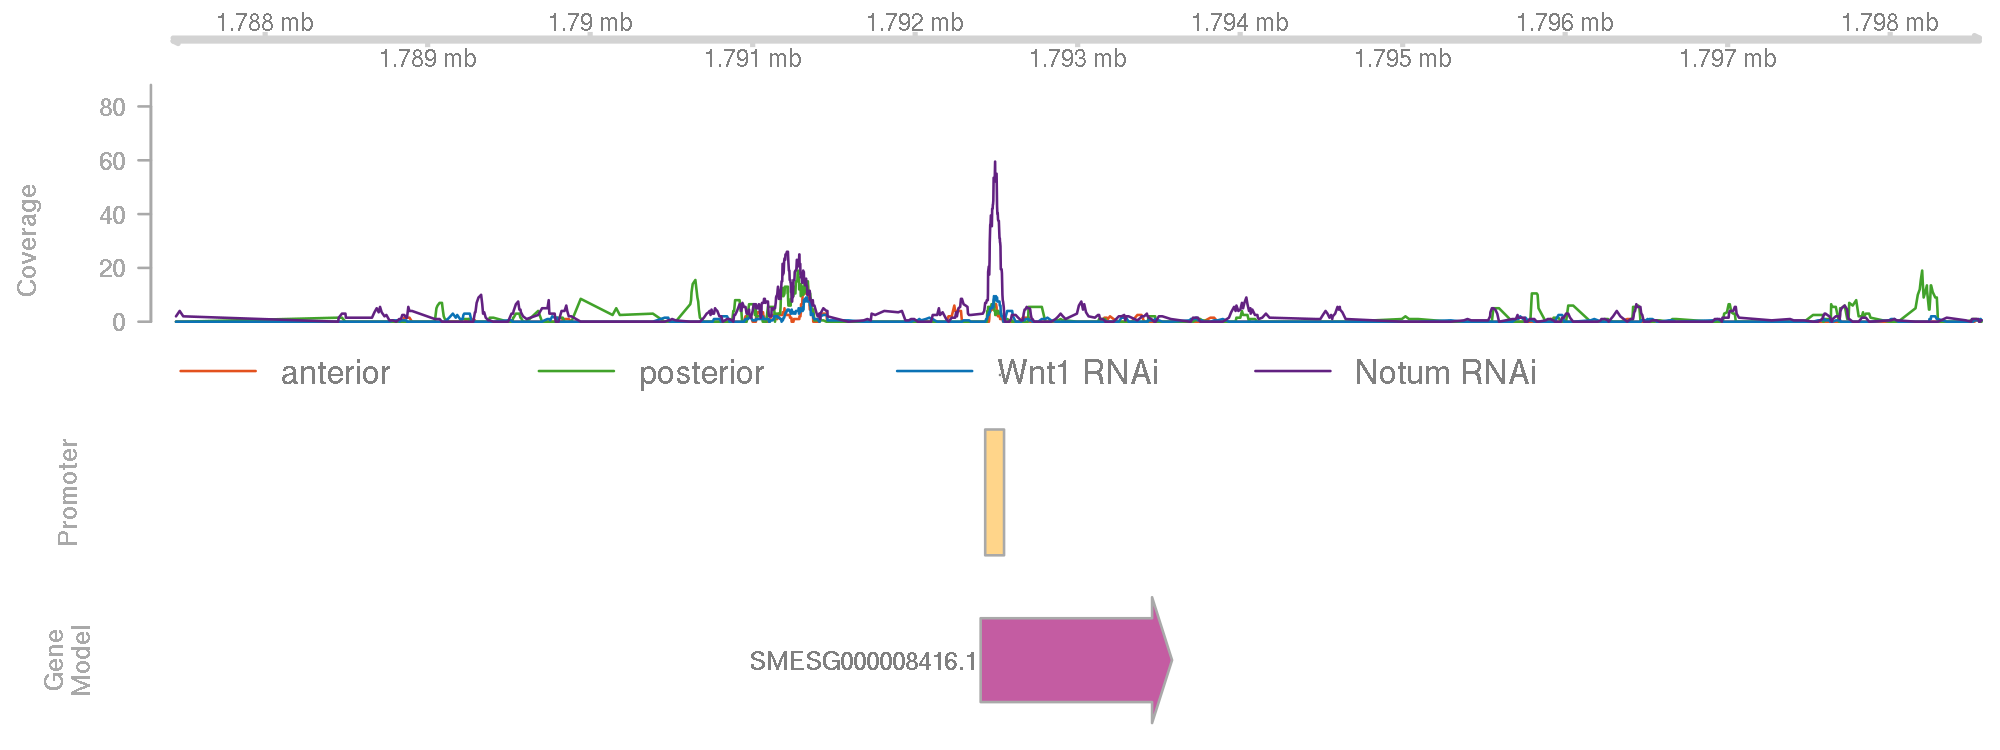 1.788 mb 1.79 mb 1.792 mb 1.794 mb 1.796 mb 1.798 mb
1.789 mb 1.791 mb 1.793 mb 1.795 mb 1.797 mb
Coverage
80
60
40
20
0
anterior posterior Wnt1 RNAi Notum RNAi
Promoter
Gene
Model
SMESG000008416.1